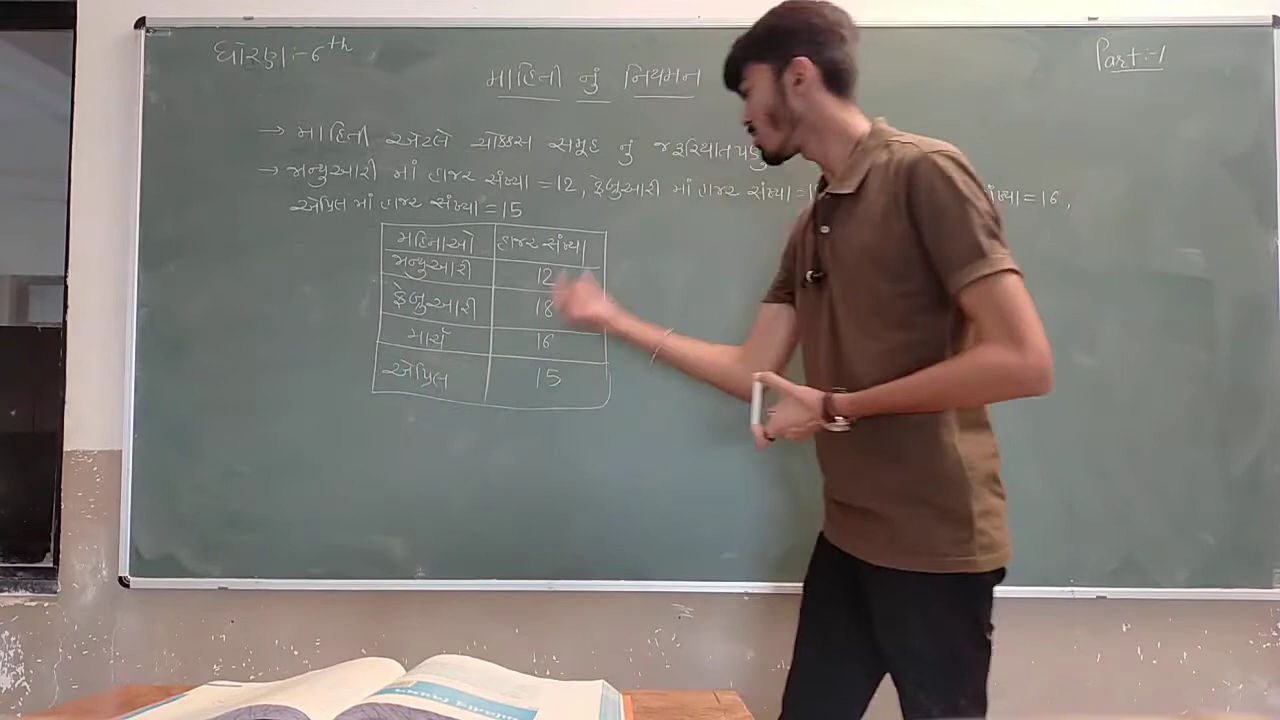 ધોરણ:-6th
Part:-1
માહિતી નું નિયમન
→ માહિતી એટલે ચોક્કસ સમૂહ નું જરૂરિયાતપણું
→ જાન્યુઆરી માં હાજર સંખ્યા = 12, ફેબ્રુઆરી માં હાજર સંખ્યા = 1 સંખ્યા = 16,
એપ્રિલ માં હાજર સંખ્યા = 15
મહિનાઓ હાજર સંખ્યા
જાન્યુઆરી 12
ફેબ્રુઆરી 18
માર્ચ 16
એપ્રિલ 15